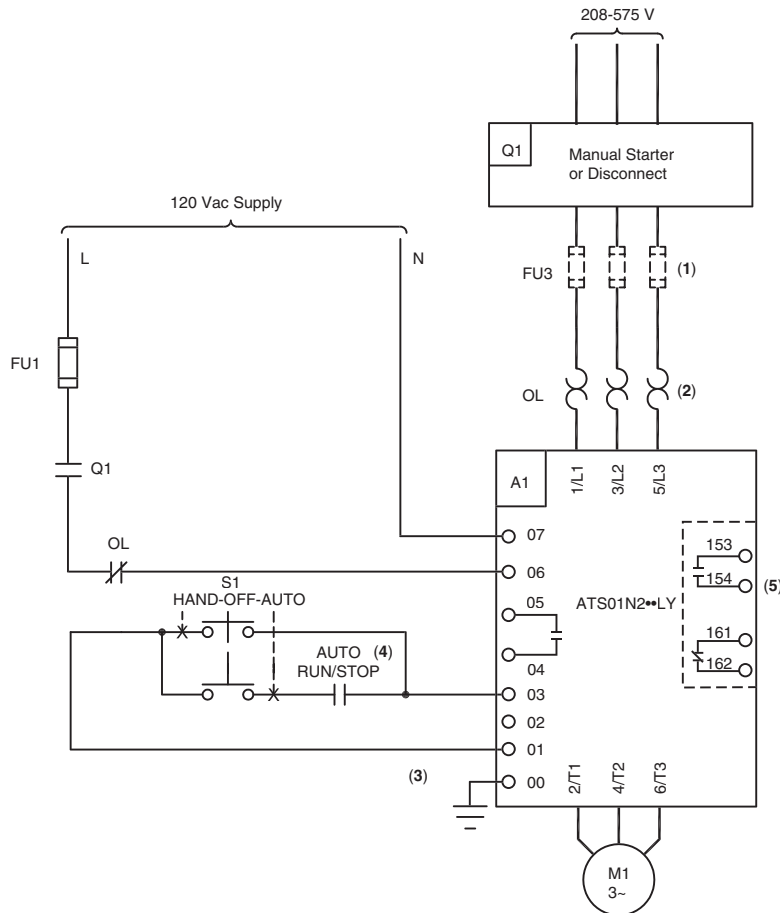 208-575 V
Q1
Manual Starter
or Disconnect
120 Vac Supply
L
N
FU3
(1)
FU1
OL
(2)
Q1
A1
1/L1
3/L2
5/L3
07
153
OL
06
154
(5)
S1
HAND-OFF-AUTO
05
ATS01N2••LY
161
AUTO (4)
RUN/STOP
04
162
03
02
01
(3)
00
2/T1
4/T2
6/T3
M1
3~